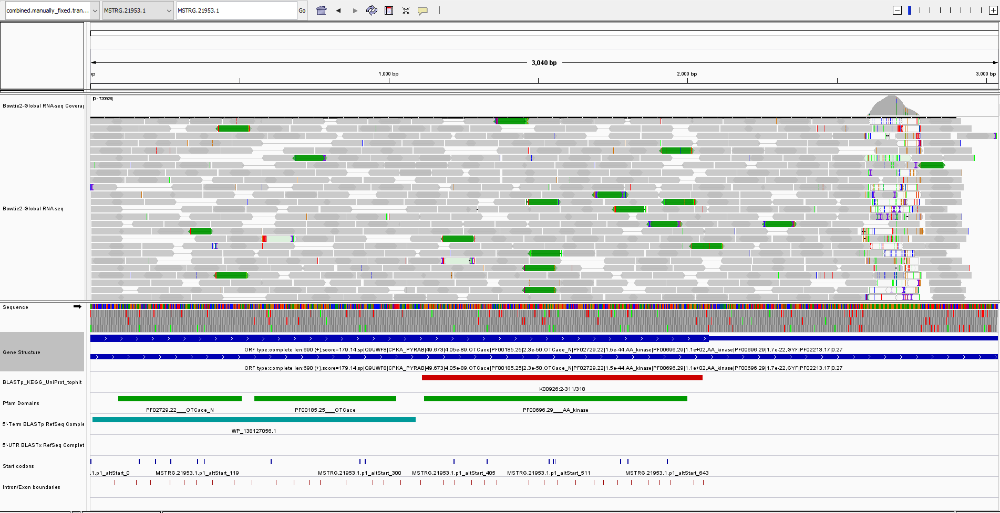 combined.manually_fixed.tran... MSTRG.21953.1 MSTRG.21953.1 Go
3,040 bp
bp 1,000 bp 2,000 bp 3,000 bp
[0 - 720926]
Bowtie2-Global RNA-seq Coverag
Bowtie2-Global RNA-seq
Sequence
ORF type:complete len:690 (+),score=179.14,sp|Q9UWF8|CPKA_PYRAB|49.673|4.05e-89,OTCace|PF00185.25|2.3e-50,OTCace_N|PF02729.22|1.5e-44,AA_kinase|PF00696.29|1.1e+02,AA_kinase|PF00696.29|1.7e-22,GYF|PF02213.17|0.27
Gene Structure
ORF type:complete len:690 (+),score=179.14,sp|Q9UWF8|CPKA_PYRAB|49.673|4.05e-89,OTCace|PF00185.25|2.3e-50,OTCace_N|PF02729.22|1.5e-44,AA_kinase|PF00696.29|1.1e+02,AA_kinase|PF00696.29|1.7e-22,GYF|PF02213.17|0.27
BLASTp_KEGG_UniProt_tophit
K00926:2-311/318
Pfam Domains
PF02729.22___OTCace_N PF00185.25___OTCace PF00696.29___AA_kinase
5'-Term BLASTp RefSeq Comple
WP_138127056.1
5'-UTR BLASTx RefSeq Complet
Start codons
.1.p1_altStart_0 MSTRG.21953.1.p1_altStart_119 MSTRG.21953.1.p1_altStart_300 MSTRG.21953.1.p1_altStart_405 MSTRG.21953.1.p1_altStart_511 MSTRG.21953.1.p1_altStart_643
Intron/Exon boundaries